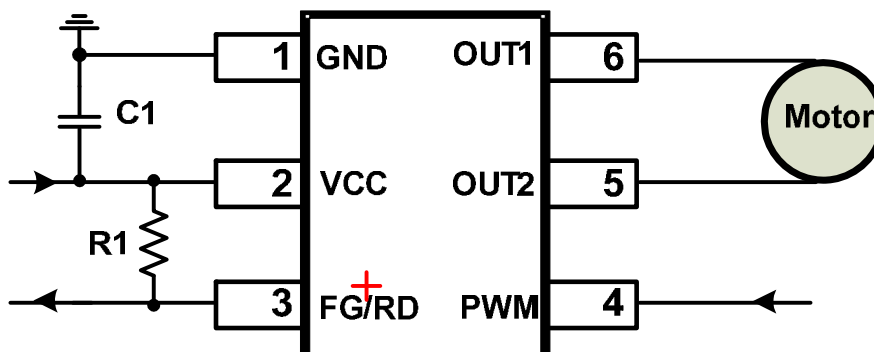 1 GND OUT1 6
C1
Motor
2 VCC OUT2 5
R1
3 FG/RD PWM 4